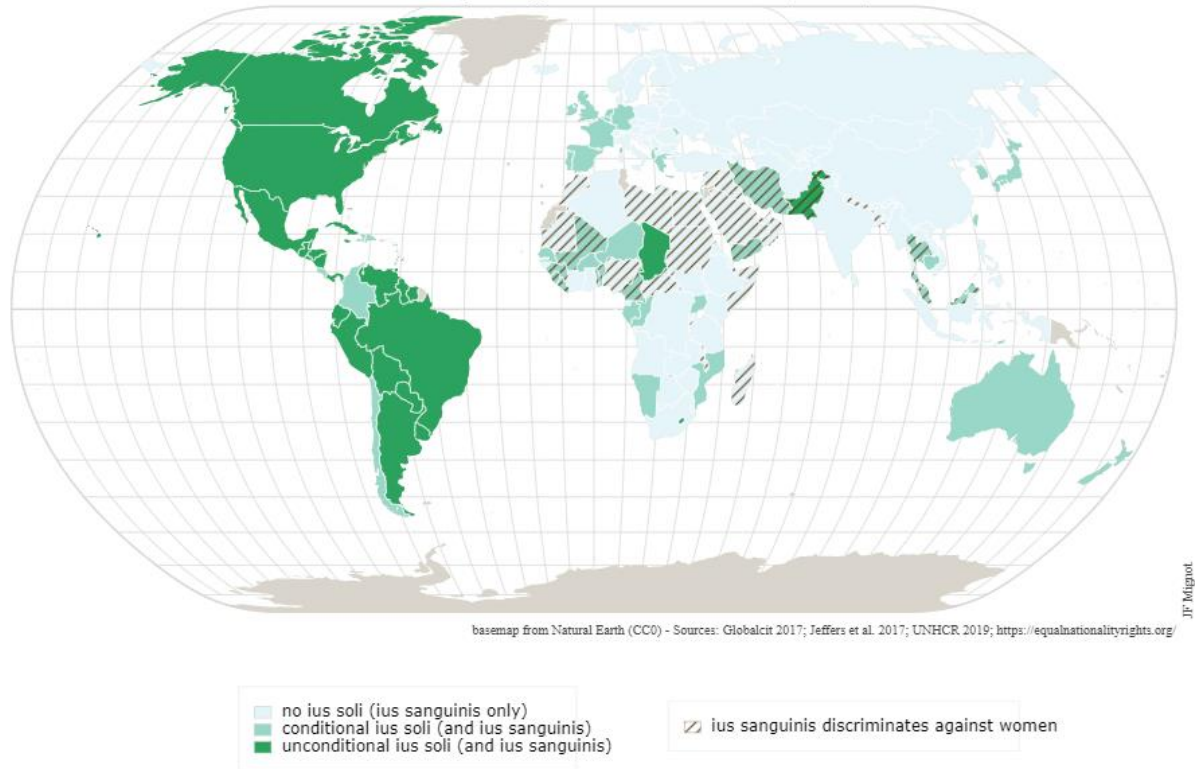 JF Mignot
basemap from Natural Earth (CC0) - Sources: Globalcit 2017; Jeffers et al. 2017; UNHCR 2019; https://equalnationalityrights.org/
no ius soli (ius sanguinis only)
conditional ius soli (and ius sanguinis)
unconditional ius soli (and ius sanguinis)
ius sanguinis discriminates against women